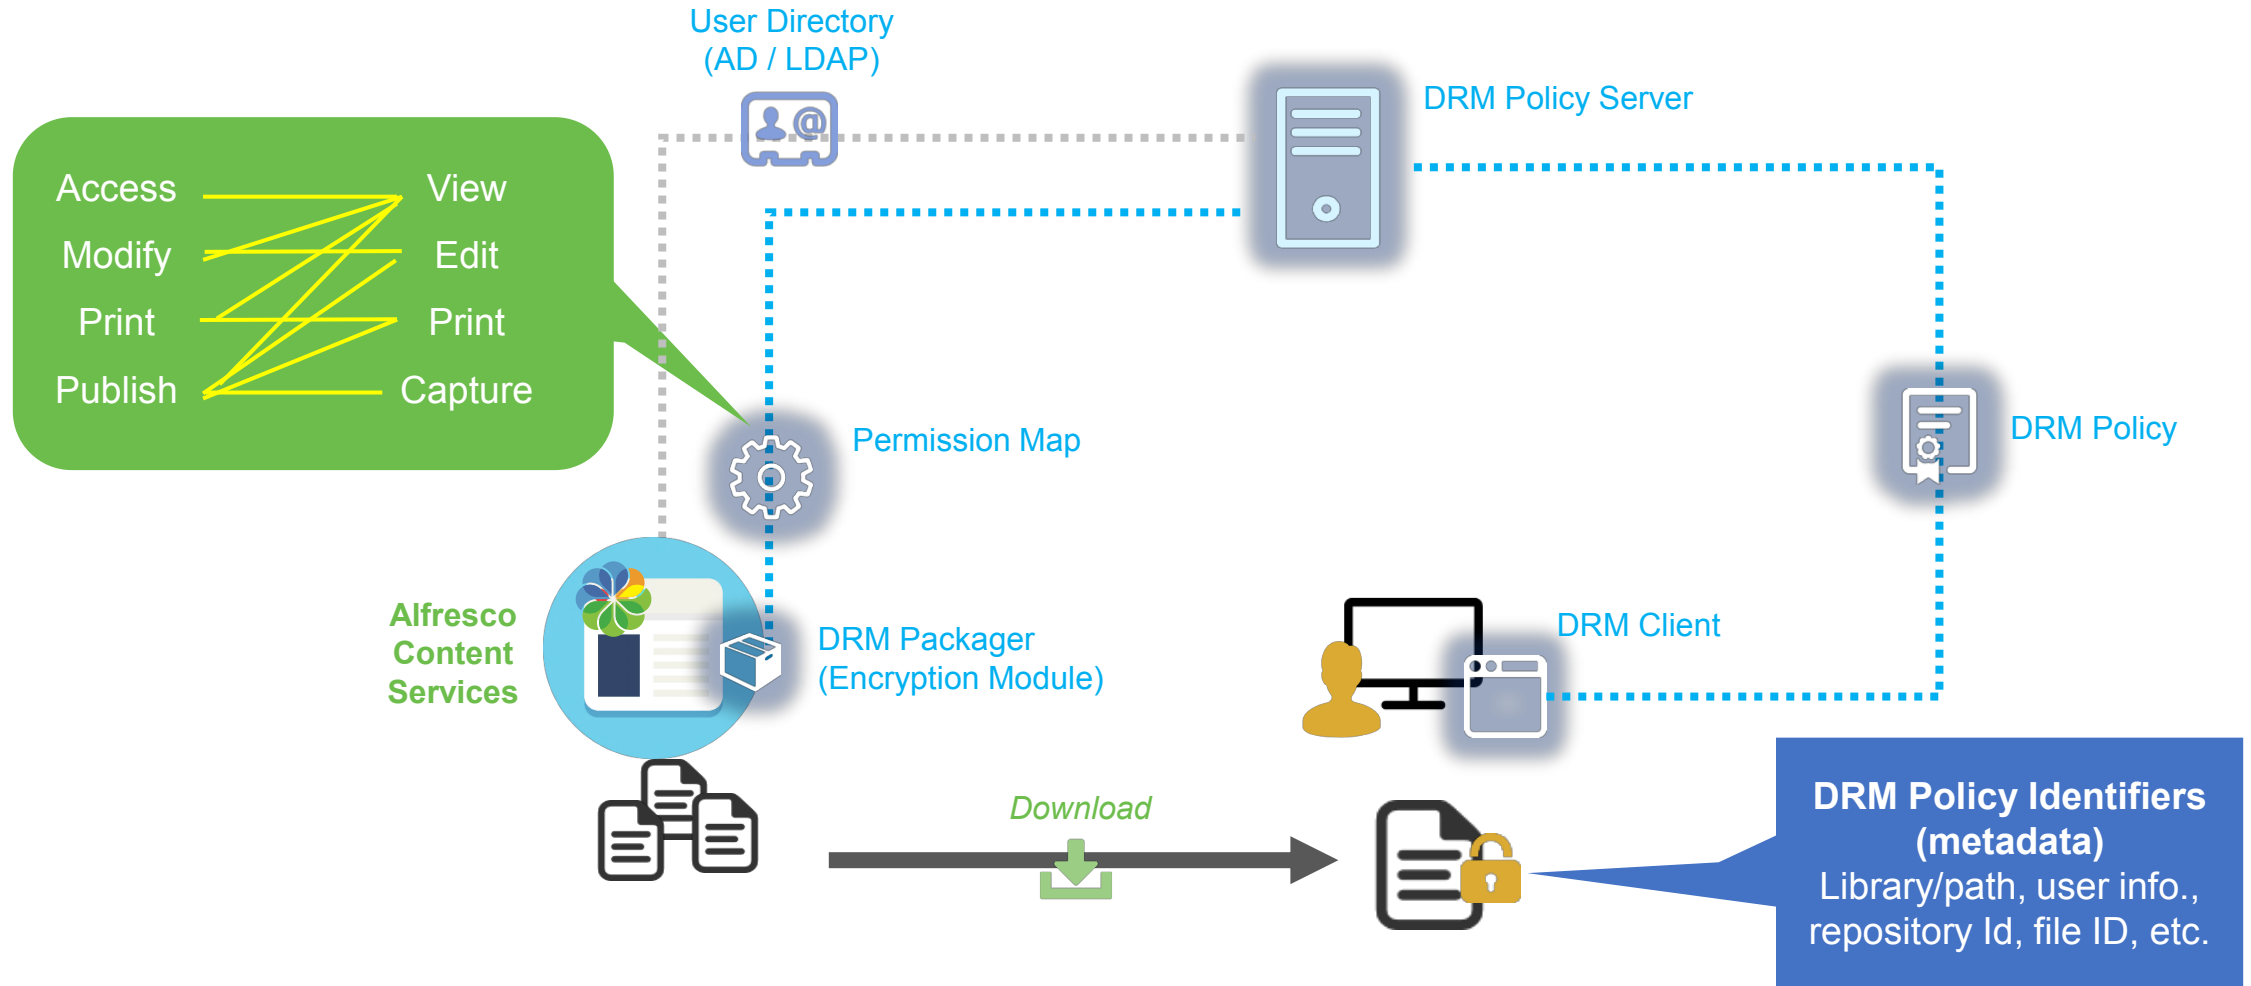 User Directory
(AD / LDAP)
DRM Policy Server
Access View
Modify Edit
Print Print
Publish Capture
Permission Map
DRM Policy
Alfresco
Content
Services
DRM Packager
(Encryption Module)
DRM Client
Download
DRM Policy Identifiers
(metadata)
Library/path, user info.,
repository Id, file ID, etc.